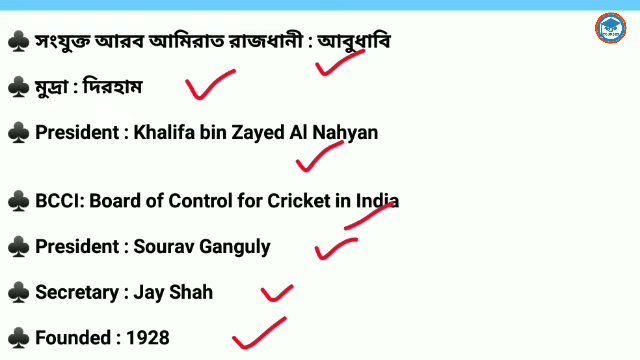 সংযুক্ত আরব আমিরাত রাজধানী : আবুধাবি
মুদ্রা : দিরহাম
President : Khalifa bin Zayed Al Nahyan
BCCI: Board of Control for Cricket in India
President : Sourav Ganguly
Secretary : Jay Shah
Founded : 1928